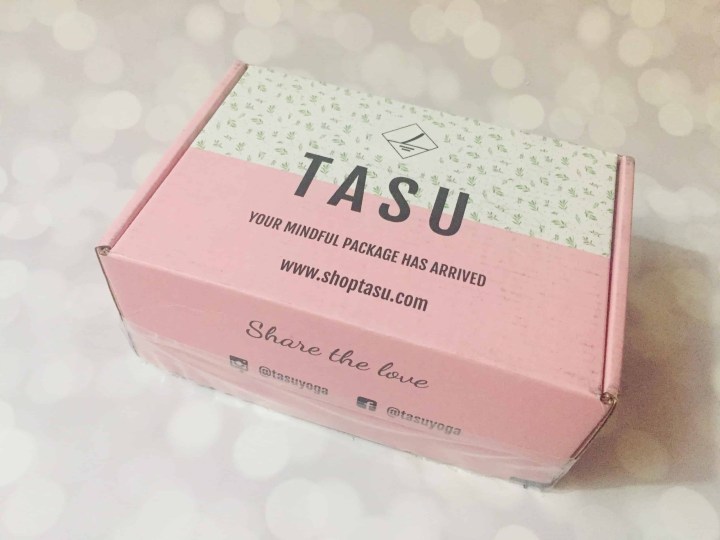 TASU
YOUR MINDFUL PACKAGE HAS ARRIVED
www.shoptasu.com
Share the love
@tasuyoga
@tasuyoga